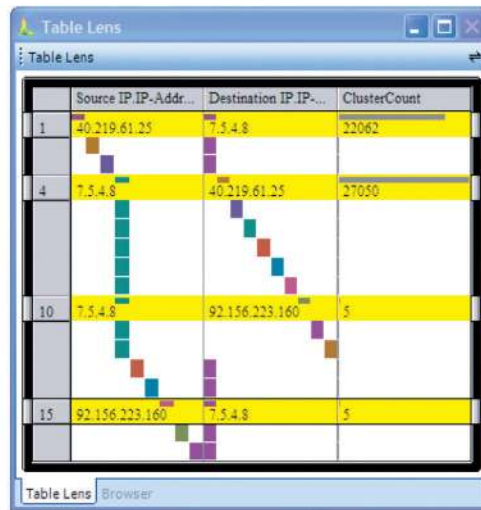 Table Lens
Table Lens
Source IP.IP-Addr... Destination IP.IP-... ClusterCount
1 40.219.61.25 7.5.4.8 22062
4 7.5.4.8 40.219.61.25 27050
10 7.5.4.8 92.156.223.160 5
15 92.156.223.160 7.5.4.8 5
Table Lens Browser